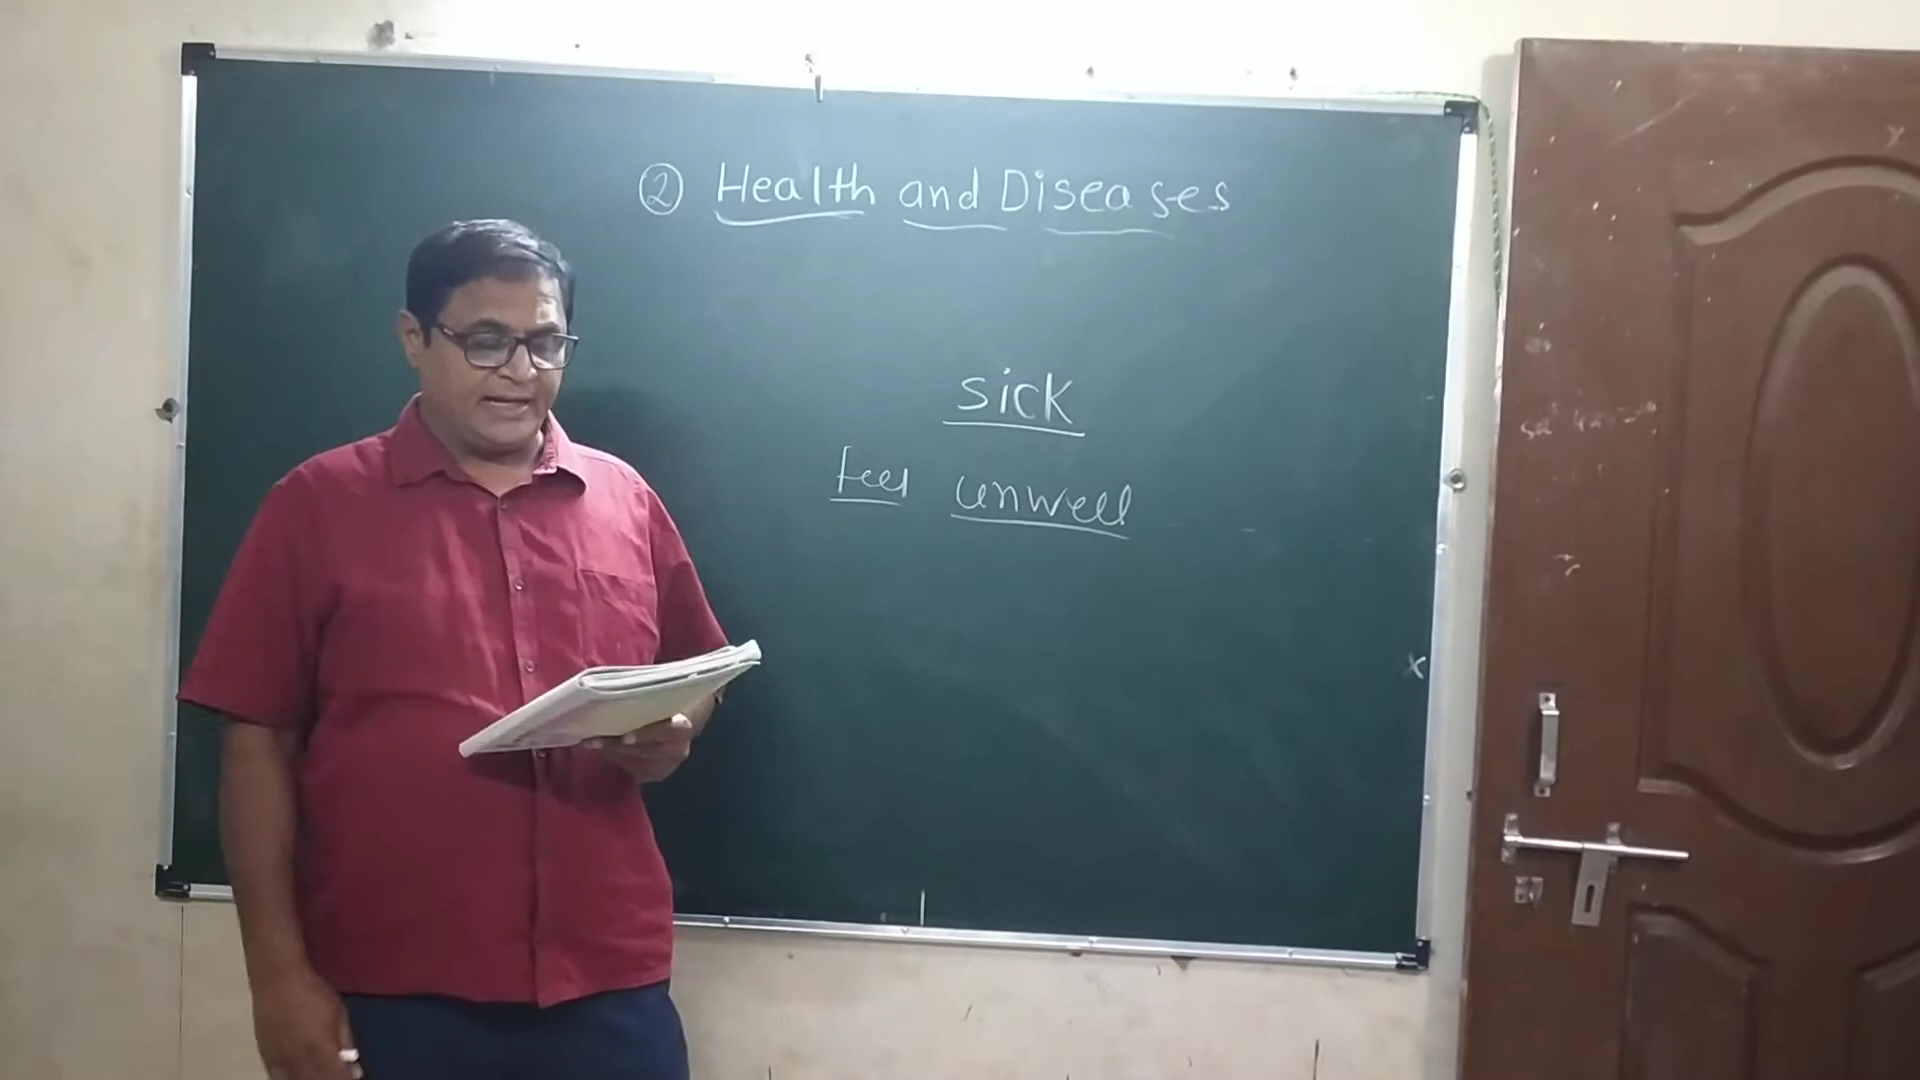 ② Health and Diseases
sick
feel unwell
x